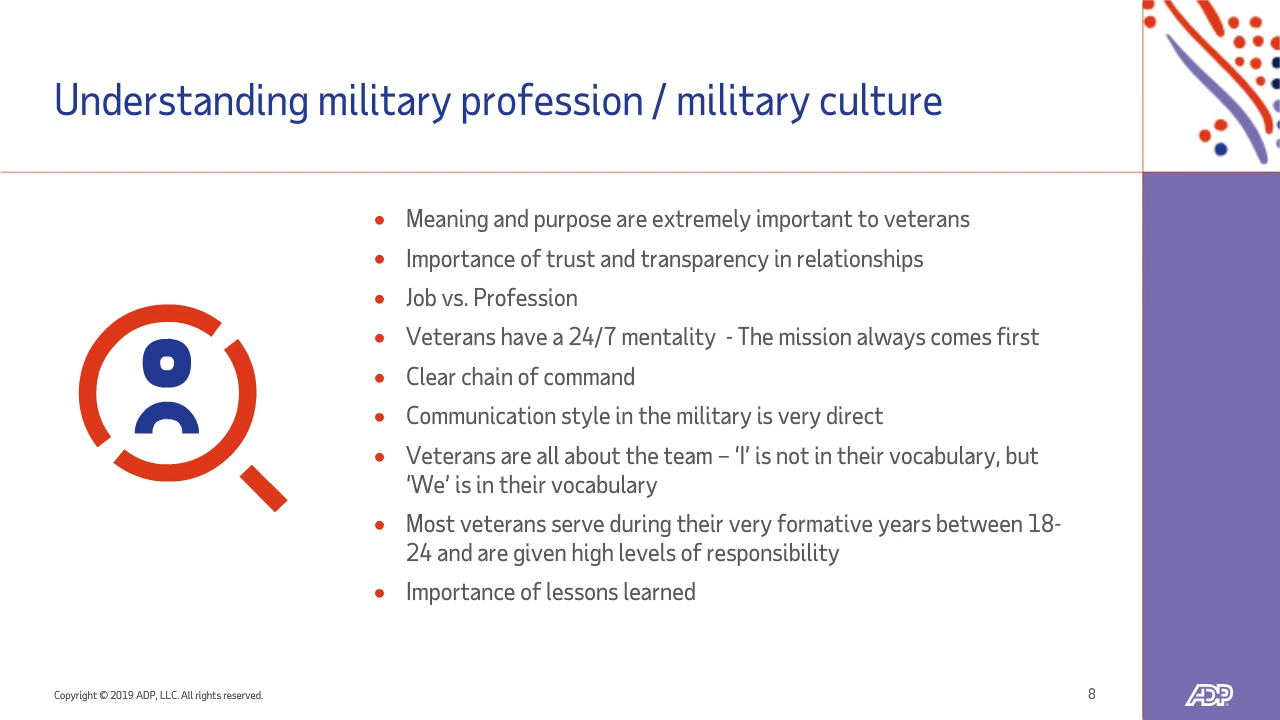 Understanding military profession / military culture
• Meaning and purpose are extremely important to veterans
• Importance of trust and transparency in relationships
• Job vs. Profession
• Veterans have a 24/7 mentality  - The mission always comes first
• Clear chain of command
• Communication style in the military is very direct
• Veterans are all about the team – ‘I’ is not in their vocabulary, but
‘We’ is in their vocabulary
• Most veterans serve during their very formative years between 18-
24 and are given high levels of responsibility
• Importance of lessons learned
Copyright © 2019 ADP, LLC. All rights reserved.
8
ADP